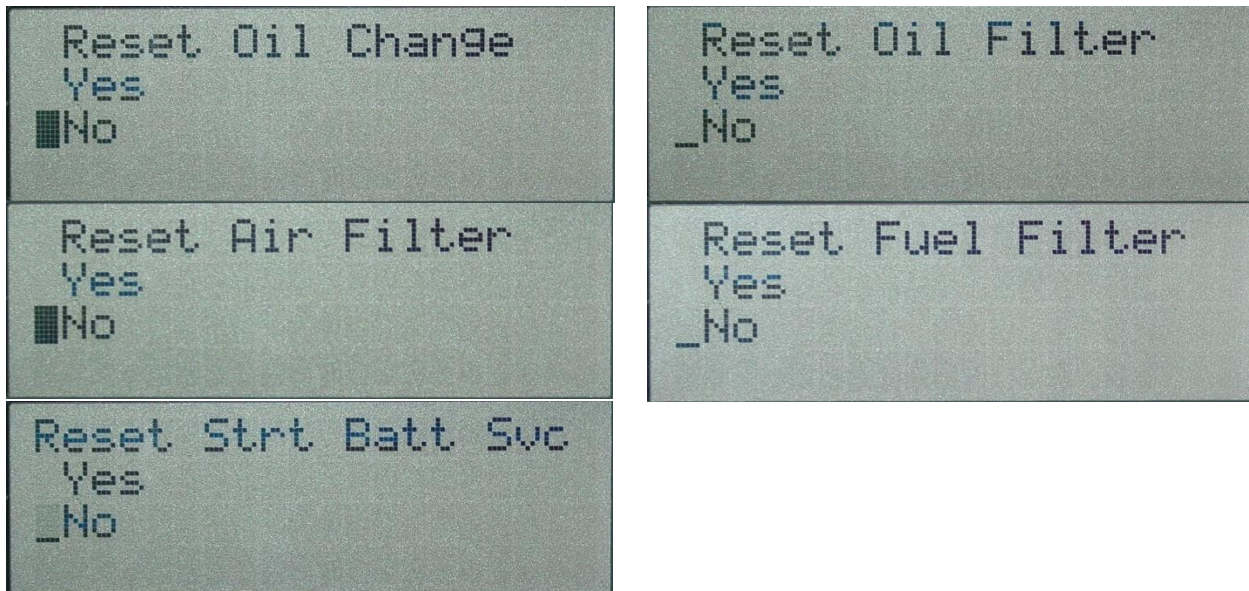 Reset Oil Change
Yes
No
Reset Oil Filter
Yes
_No
Reset Air Filter
Yes
No
Reset Fuel Filter
Yes
_No
Reset Strt Batt Svc
Yes
_No